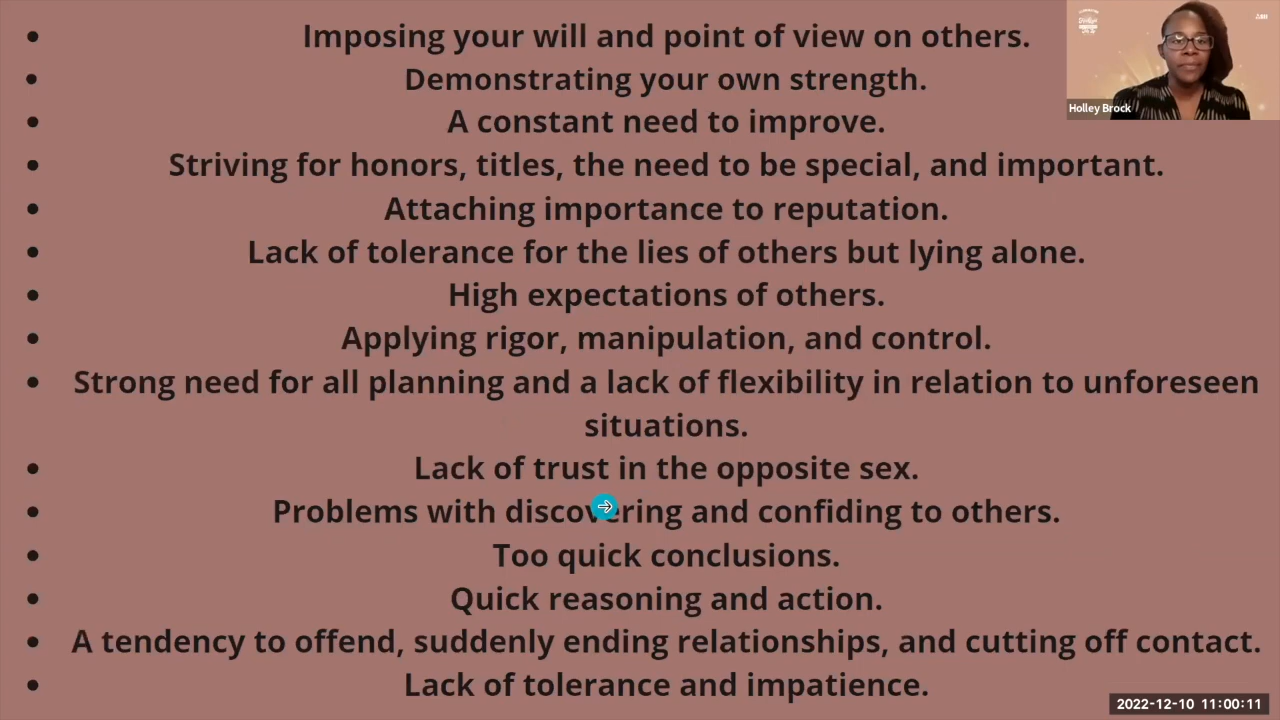 • Imposing your will and point of view on others.
• Demonstrating your own strength.
• A constant need to improve.
• Striving for honors, titles, the need to be special, and important.
• Attaching importance to reputation.
• Lack of tolerance for the lies of others but lying alone.
• High expectations of others.
• Applying rigor, manipulation, and control.
• Strong need for all planning and a lack of flexibility in relation to unforeseen
situations.
• Lack of trust in the opposite sex.
• Problems with discovering and confiding to others.
• Too quick conclusions.
• Quick reasoning and action.
• A tendency to offend, suddenly ending relationships, and cutting off contact.
• Lack of tolerance and impatience.
Holley Brock
2022-12-10 11:00:11